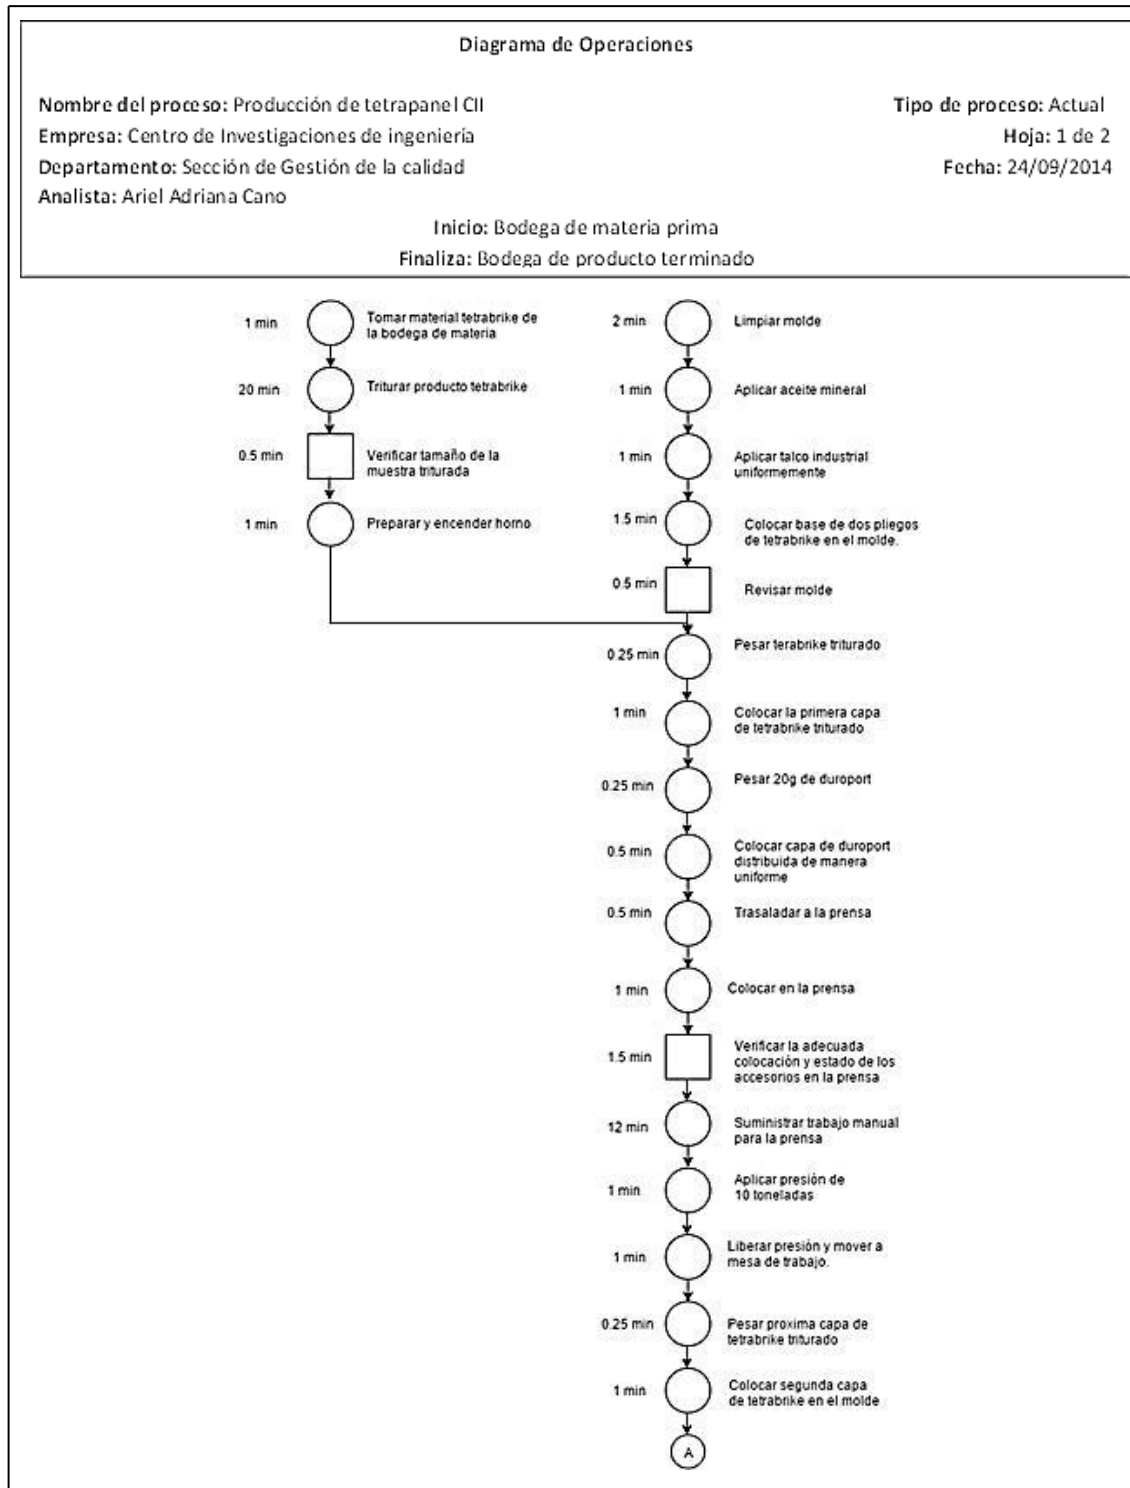 Diagrama de Operaciones
Nombre del proceso: Producción de tetrapanel CII
Tipo de proceso: Actual
Empresa: Centro de Investigaciones de ingeniería
Hoja: 1 de 2
Departamento: Sección de Gestión de la calidad
Fecha: 24/09/2014
Analista: Ariel Adriana Cano
Inicio: Bodega de materia prima
Finaliza: Bodega de producto terminado
1 min
Tomar material tetrabrike de
la bodega de materia
20 min
Triturar producto tetrabrike
0.5 min
Verificar tamaño de la
muestra triturada
1 min
Preparar y encender horno
2 min
Limpiar molde
1 min
Aplicar aceite mineral
1 min
Aplicar talco industrial
uniformemente
1.5 min
Colocar base de dos pliegos
de tetrabrike en el molde.
0.5 min
Revisar molde
0.25 min
Pesar terabrike triturado
1 min
Colocar la primera capa
de tetrabrike triturado
0.25 min
Pesar 20g de duroport
0.5 min
Colocar capa de duroport
distribuida de manera
uniforme
0.5 min
Trasaladar a la prensa
1 min
Colocar en la prensa
1.5 min
Verificar la adecuada
colocación y estado de los
accesorios en la prensa
12 min
Suministrar trabajo manual
para la prensa
1 min
Aplicar presión de
10 toneladas
1 min
Liberar presión y mover a
mesa de trabajo.
0.25 min
Pesar proxima capa de
tetrabrike triturado
1 min
Colocar segunda capa
de tetrabrike en el molde
A